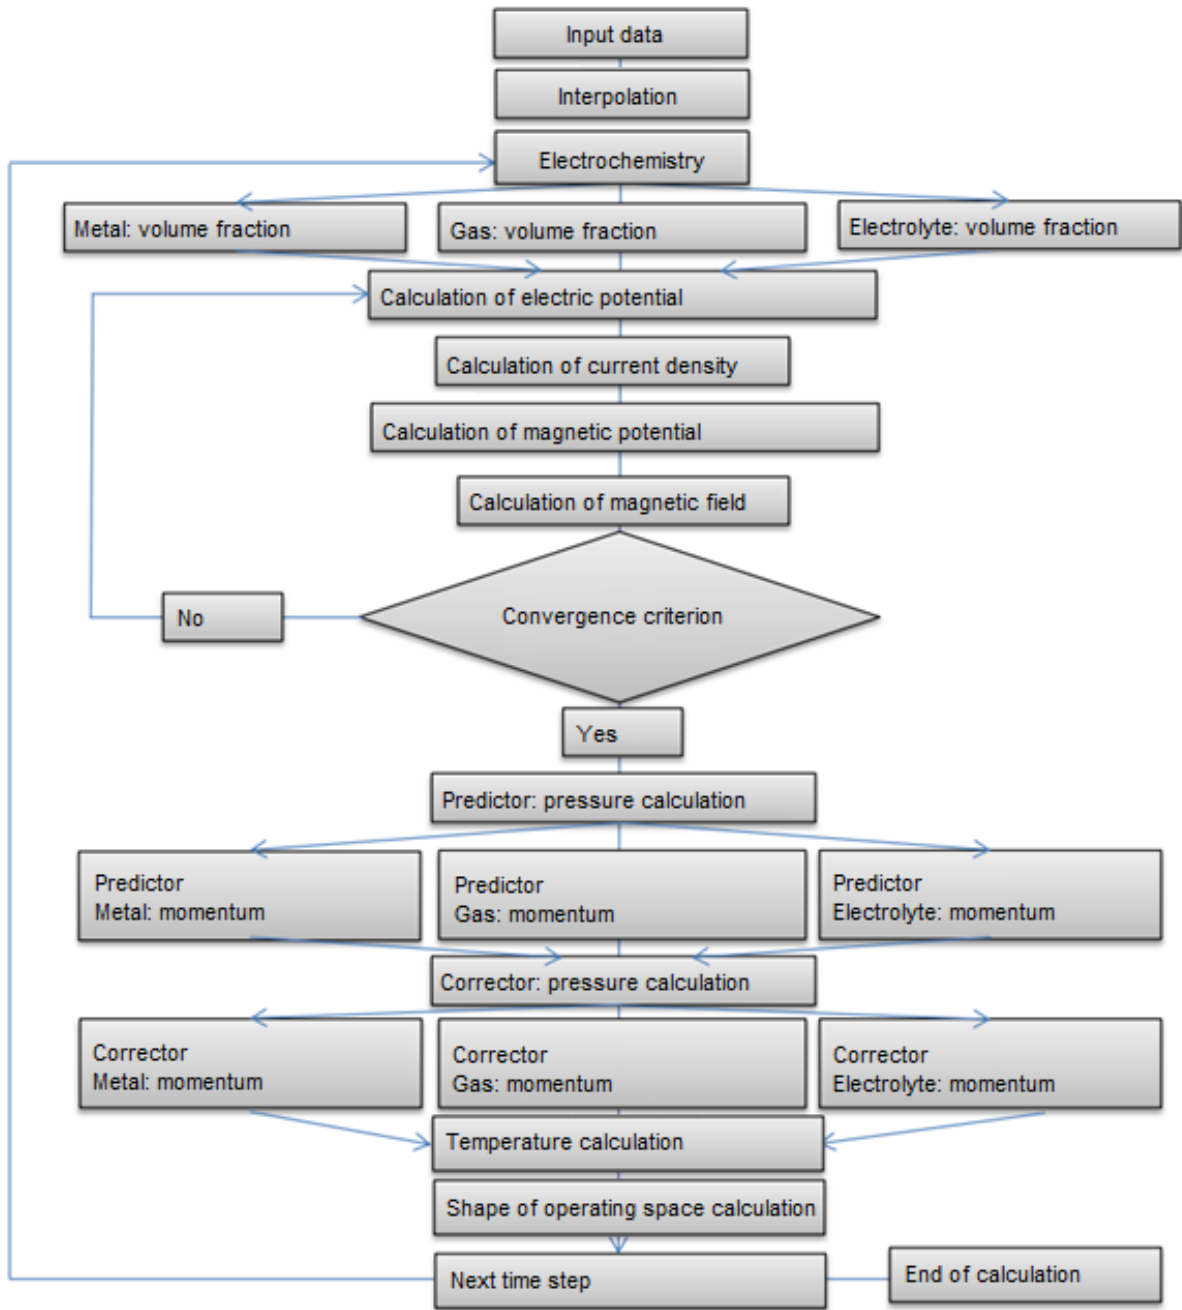 Input data
Interpolation
Electrochemistry
Metal: volume fraction
Gas: volume fraction
Electrolyte: volume fraction
Calculation of electric potential
Calculation of current density
Calculation of magnetic potential
Calculation of magnetic field
Convergence criterion
No
Yes
Predictor: pressure calculation
Predictor
Metal: momentum
Predictor
Gas: momentum
Predictor
Electrolyte: momentum
Corrector: pressure calculation
Corrector
Metal: momentum
Corrector
Gas: momentum
Corrector
Electrolyte: momentum
Temperature calculation
Shape of operating space calculation
Next time step
End of calculation